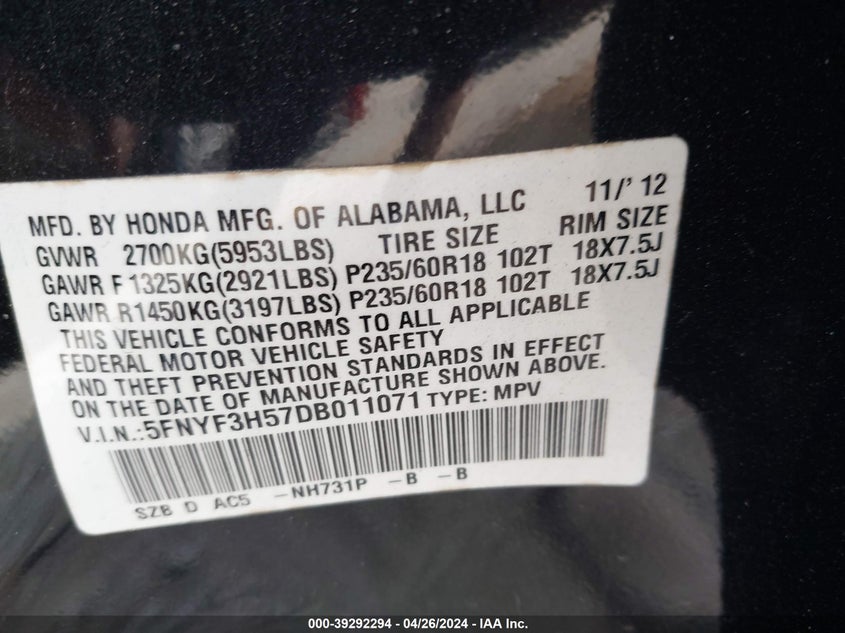 MFD. BY HONDA MFG. OF ALABAMA, LLC 11/' 12
GVWR 2700KG(5953LBS) TIRE SIZE RIM SIZE
GAWR F 1325KG(2921LBS) P235/60R18 102T 18X7.5J
GAWR R1450KG(3197LBS) P235/60R18 102T 18X7.5J
THIS VEHICLE CONFORMS TO ALL APPLICABLE
FEDERAL MOTOR VEHICLE SAFETY
AND THEFT PREVENTION STANDARDS IN EFFECT
ON THE DATE OF MANUFACTURE SHOWN ABOVE.
V.I.N.:5FNYF3H57DB011071 TYPE: MPV
SZB D AC5 -NH731P -B -B
000-39292294 - 04/26/2024 - IAA Inc.